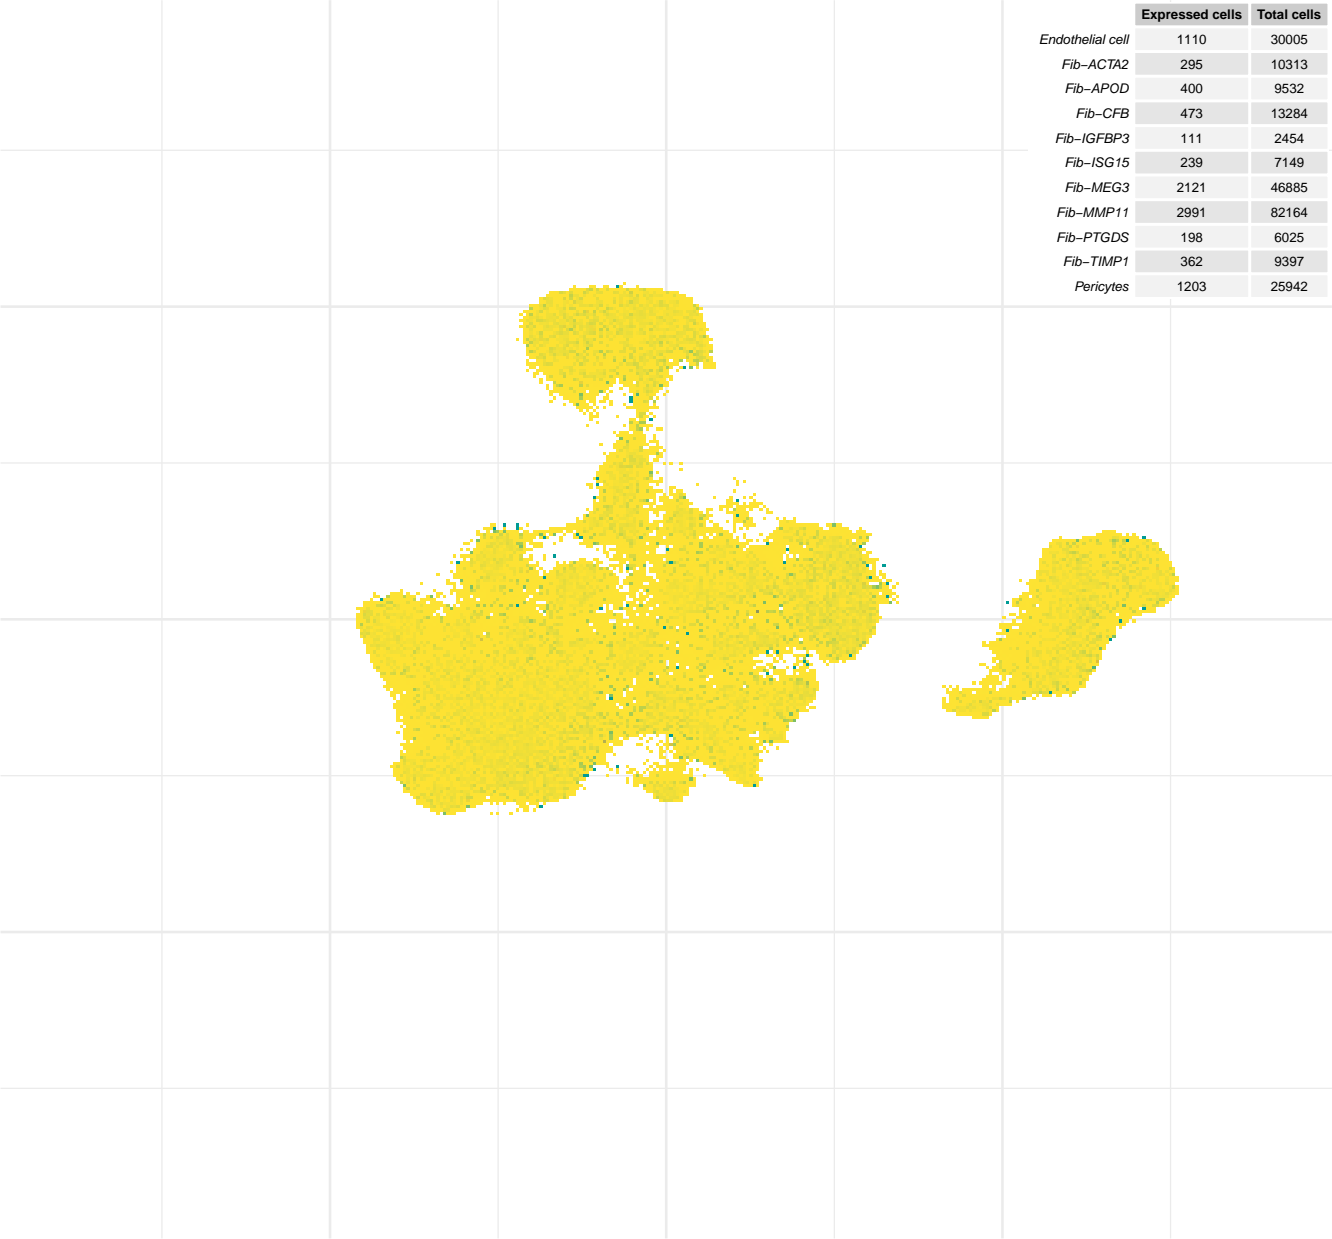 Expressed cells Total cells
Endothelial cell 1110 30005
Fib−ACTA2 295 10313
Fib−APOD 400 9532
Fib−CFB 473 13284
Fib−IGFBP3 111 2454
Fib−ISG15 239 7149
Fib−MEG3 2121 46885
Fib−MMP11 2991 82164
Fib−PTGDS 198 6025
Fib−TIMP1 362 9397
Pericytes 1203 25942